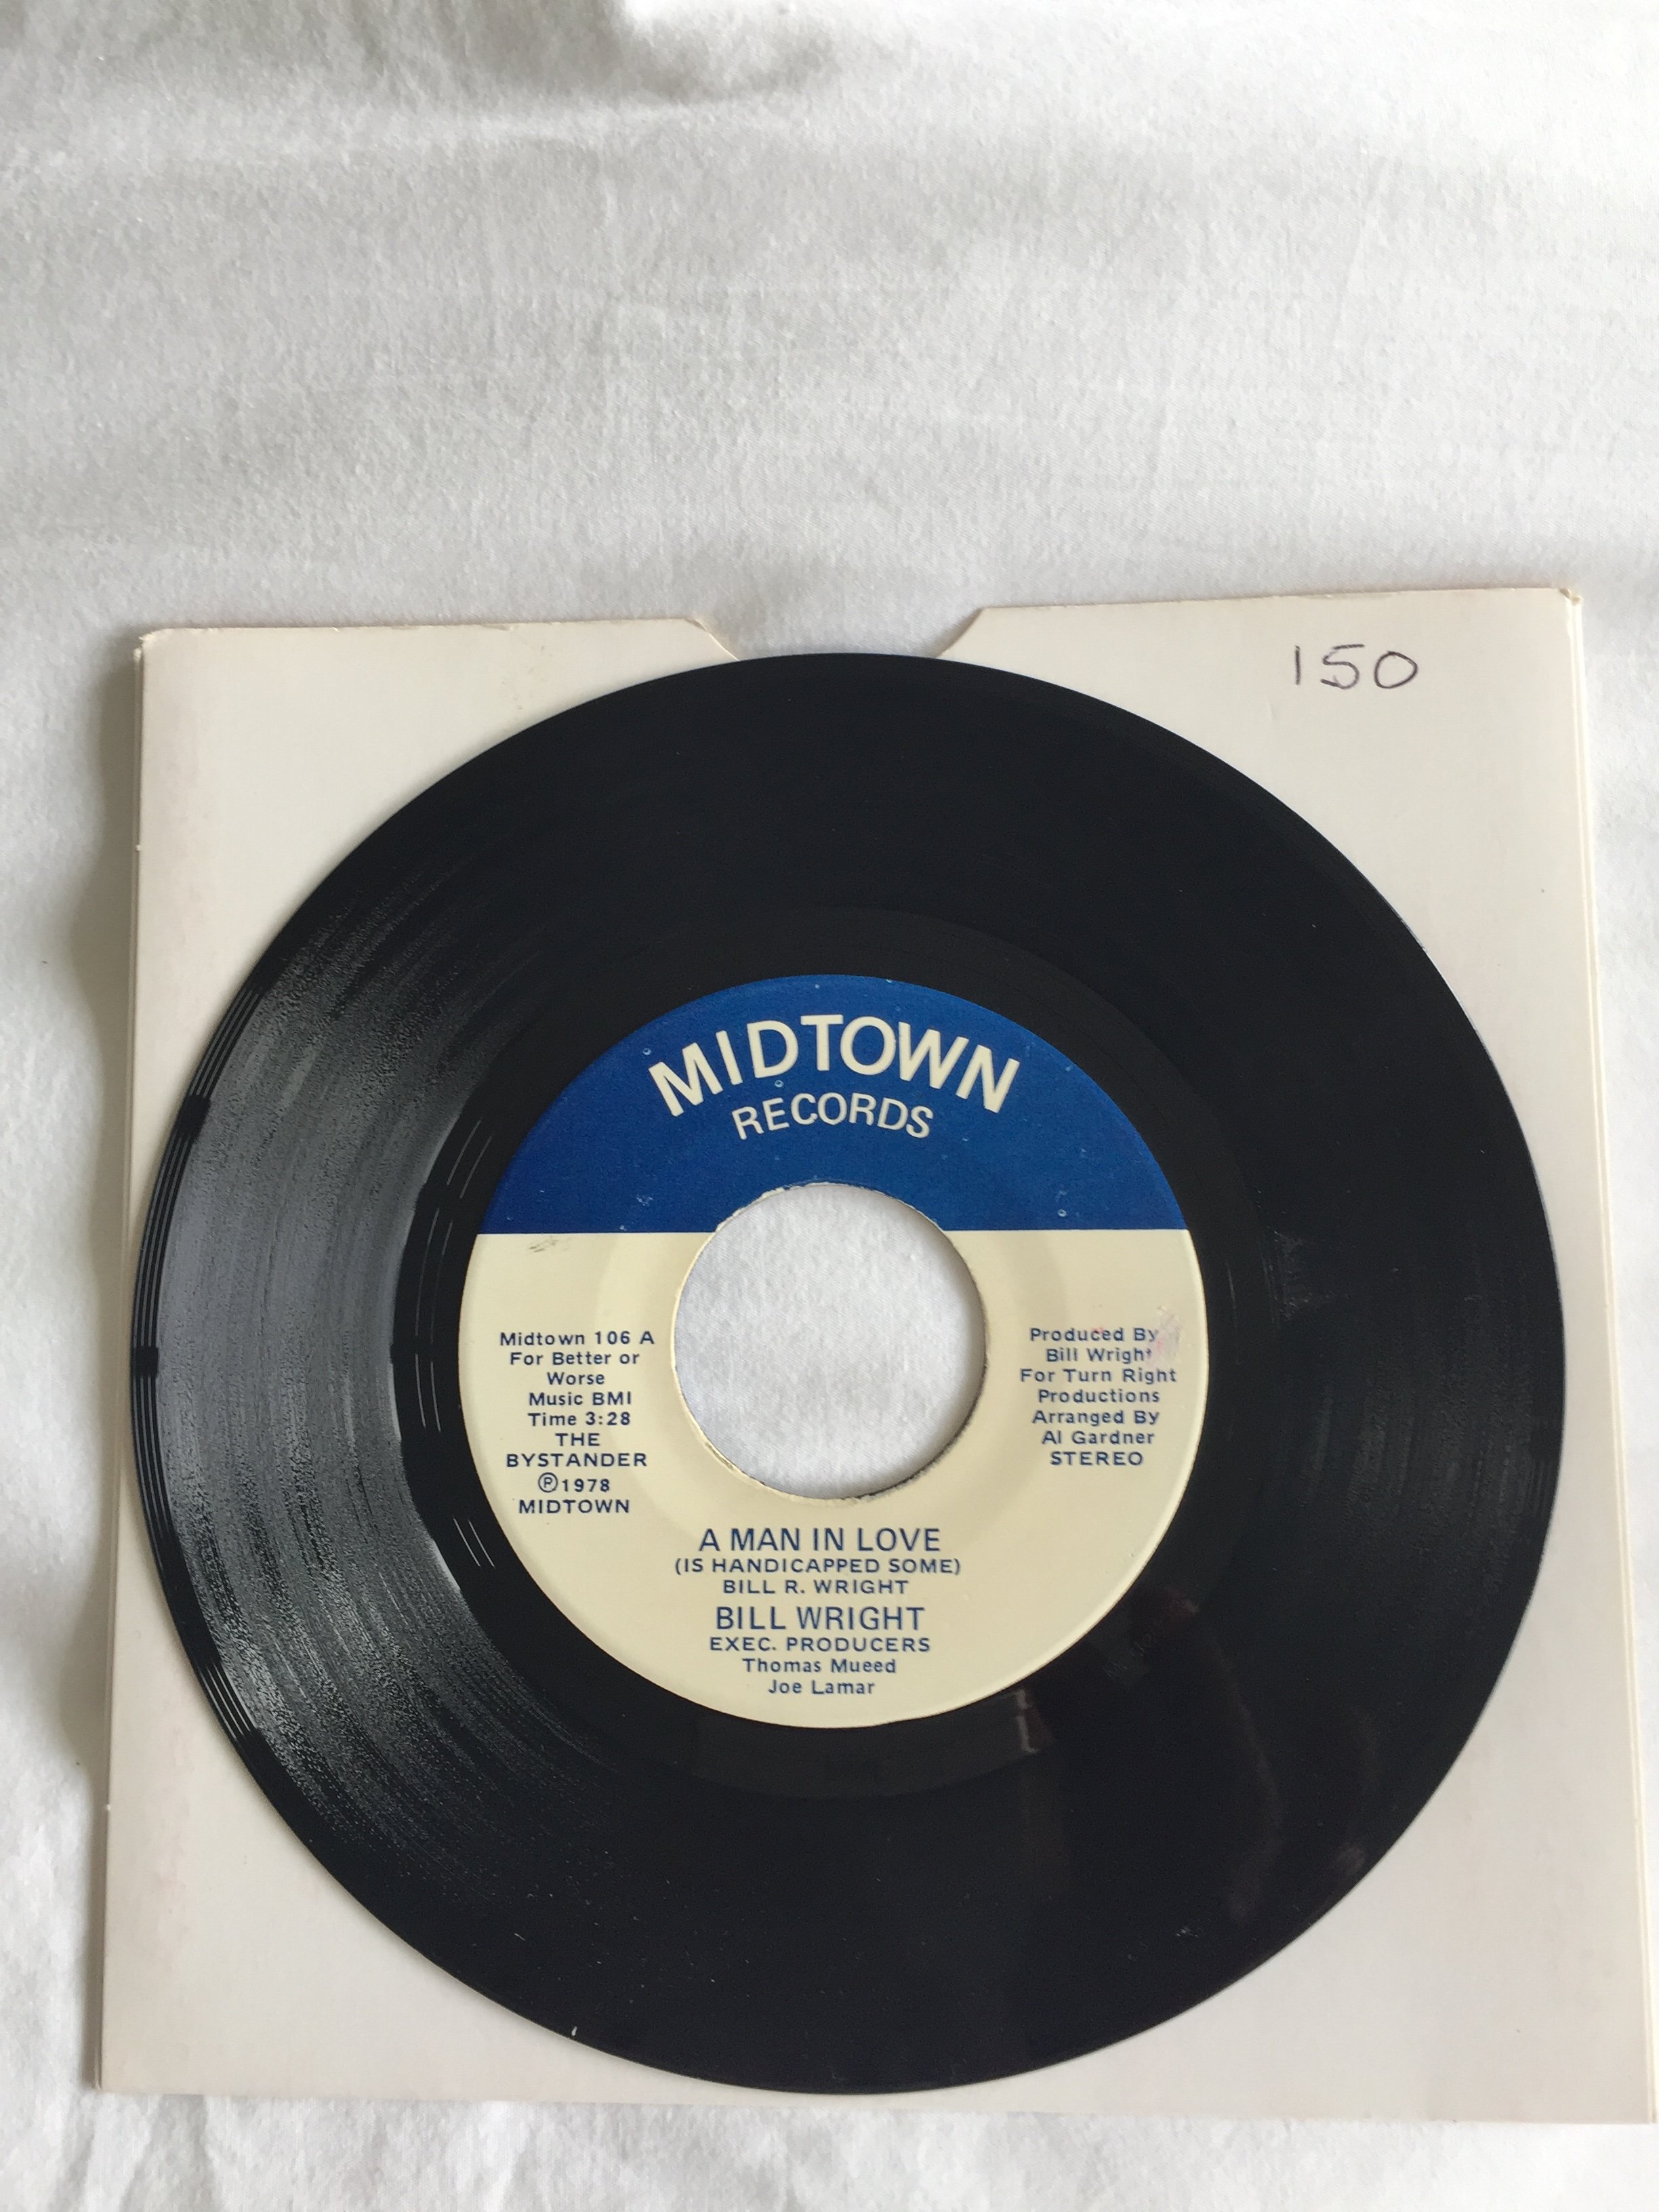 150
MIDTOWN
RECORDS
Midtown 106 A
For Better or
Worse
Music BMI
Time 3:28
THE
BYSTANDER
Ⓟ1978
MIDTOWN
Produced By
Bill Wright
For Turn Right
Productions
Arranged By
Al Gardner
STEREO
A MAN IN LOVE
(IS HANDICAPPED SOME)
BILL R. WRIGHT
BILL WRIGHT
EXEC. PRODUCERS
Thomas Mueed
Joe Lamar